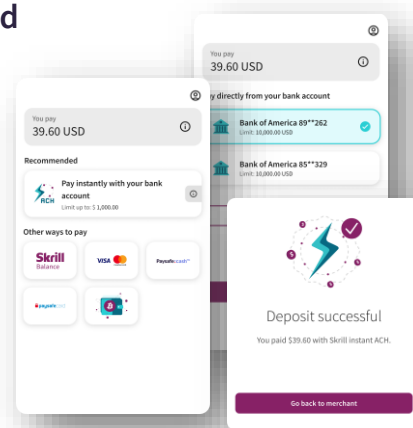 d
You pay
39.60 USD
Recommended
ACH
Pay instantly with your bank
account
Limit up to: $ 1,000.00
Other ways to pay
Skrill
Balance
VISA
Paysafecash
paysafecard
You pay
39.60 USD
y directly from your bank account
Bank of America 89**262
Limit: 10,000.00 USD
Bank of America 85**329
Limit: 10,000.00 USD
Deposit successful
You paid $39.60 with Skrill instant ACH.
Go back to merchant